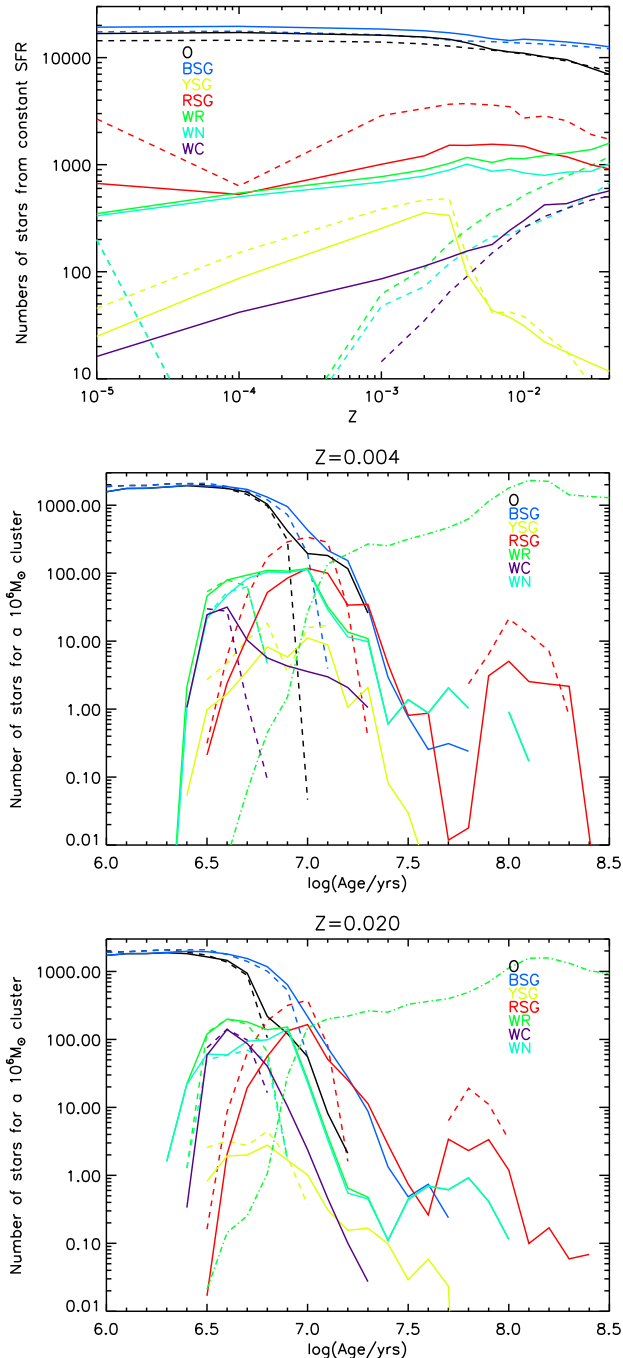 Numbers of stars from constant SFR
10000
1000
100
10
O
BSG
YSG
RSG
WR
WN
WC
10⁻⁵
10⁻⁴
10⁻³
10⁻²
Z
Z=0.004
Number of stars for a 10⁶M☉ cluster
1000.00
100.00
10.00
1.00
0.10
0.01
O
BSG
YSG
RSG
WR
WC
WN
6.0
6.5
7.0
7.5
8.0
8.5
log(Age/yrs)
Z=0.020
Number of stars for a 10⁶M☉ cluster
1000.00
100.00
10.00
1.00
0.10
0.01
O
BSG
YSG
RSG
WR
WC
WN
6.0
6.5
7.0
7.5
8.0
8.5
log(Age/yrs)